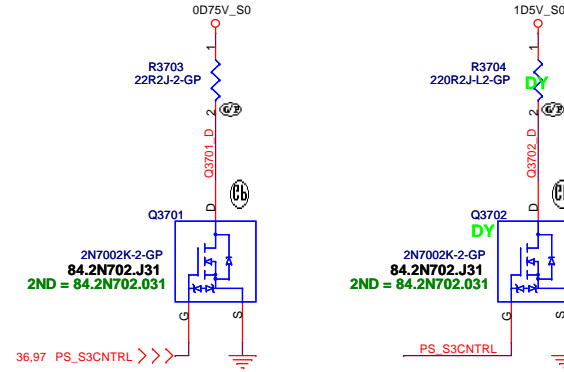 0D75V_S0
1
R3703
22R2J-2-GP
2
Q3701_D
D
Q3701
2N7002K-2-GP
84.2N702.J31
2ND = 84.2N702.031
G
S
36,97 PS_S3CNTRL
1D5V_S0
1
R3704
220R2J-L2-GP
DY
2
Q3702_D
D
Q3702
DY
2N7002K-2-GP
84.2N702.J31
2ND = 84.2N702.031
G
S
PS_S3CNTRL